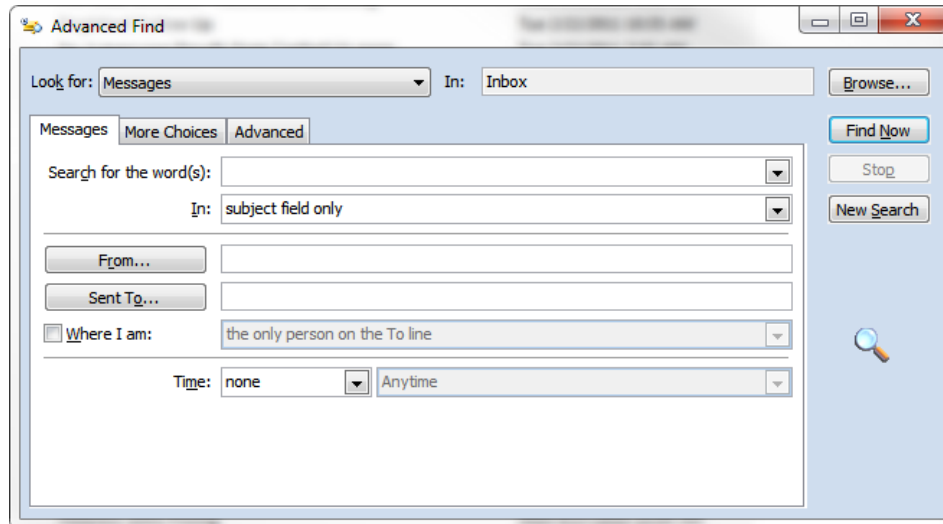 Advanced Find
Look for: Messages In: Inbox Browse...
Messages More Choices Advanced Find Now
Search for the word(s): Stop
In: subject field only New Search
From...
Sent To...
Where I am: the only person on the To line
Time: none Anytime